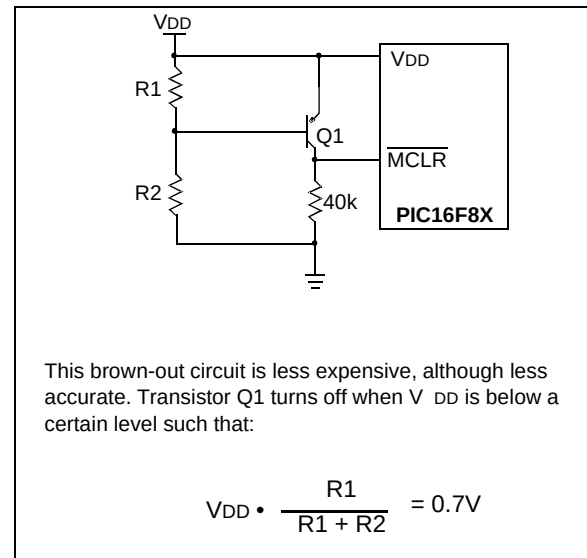 VDD
VDD
R1
Q1
MCLR
R2
40k
PIC16F8X
This brown-out circuit is less expensive, although less
accurate. Transistor Q1 turns off when V DD is below a
certain level such that:
VDD • R1 / R1 + R2 = 0.7V